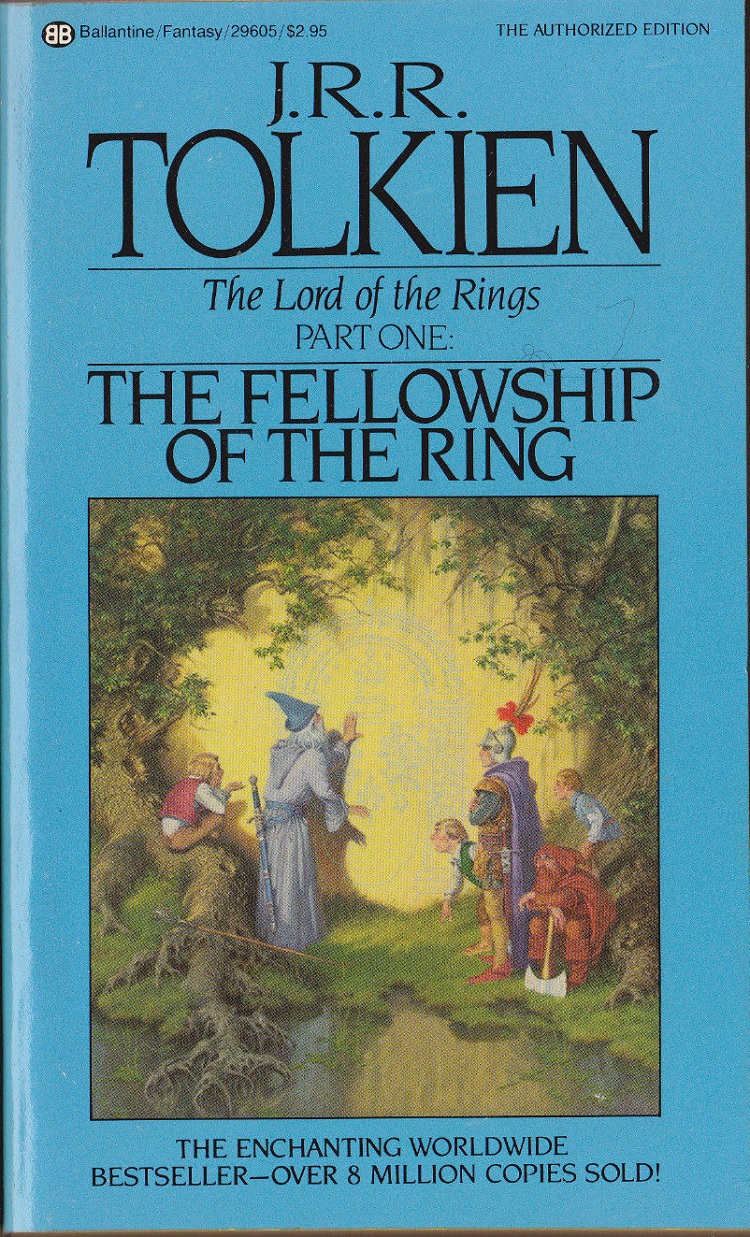 BB Ballantine/Fantasy/29605/$2.95
THE AUTHORIZED EDITION
J.R.R.
TOLKIEN
The Lord of the Rings
PART ONE:
THE FELLOWSHIP
OF THE RING
THE ENCHANTING WORLDWIDE
BESTSELLER—OVER 8 MILLION COPIES SOLD!